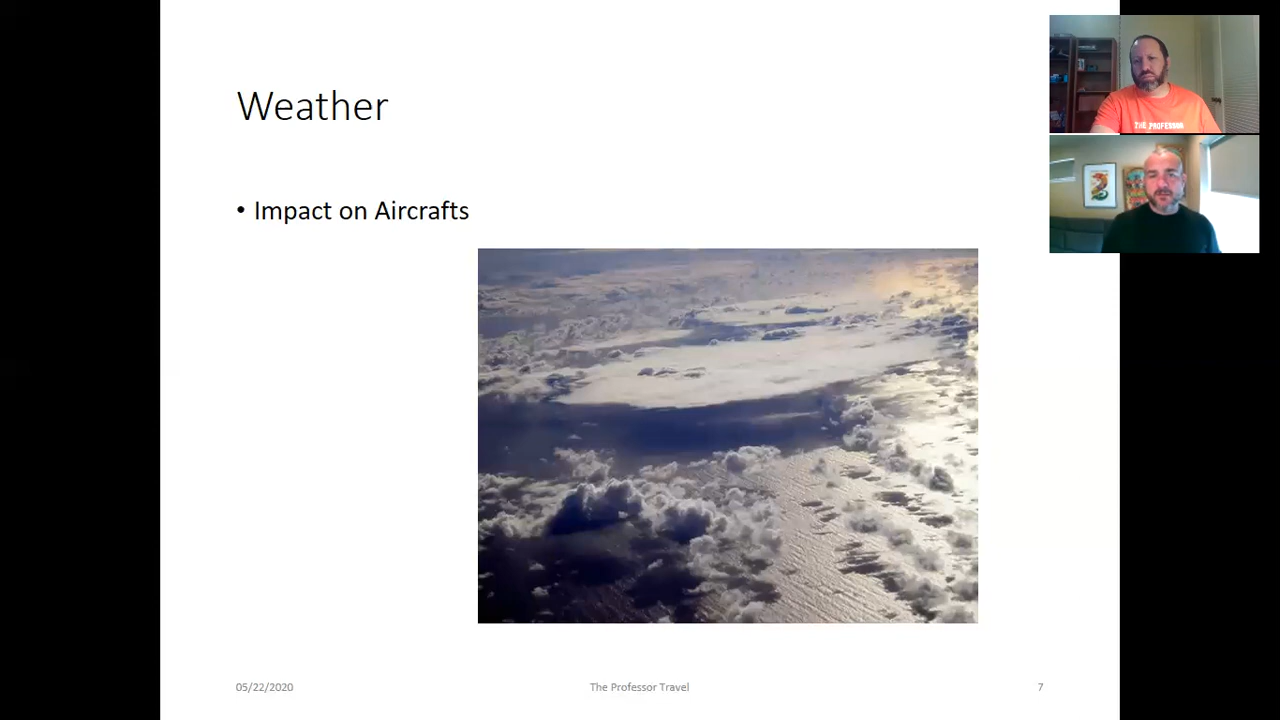 Weather
• Impact on Aircrafts
THE PROFESSOR
05/22/2020
The Professor Travel
7